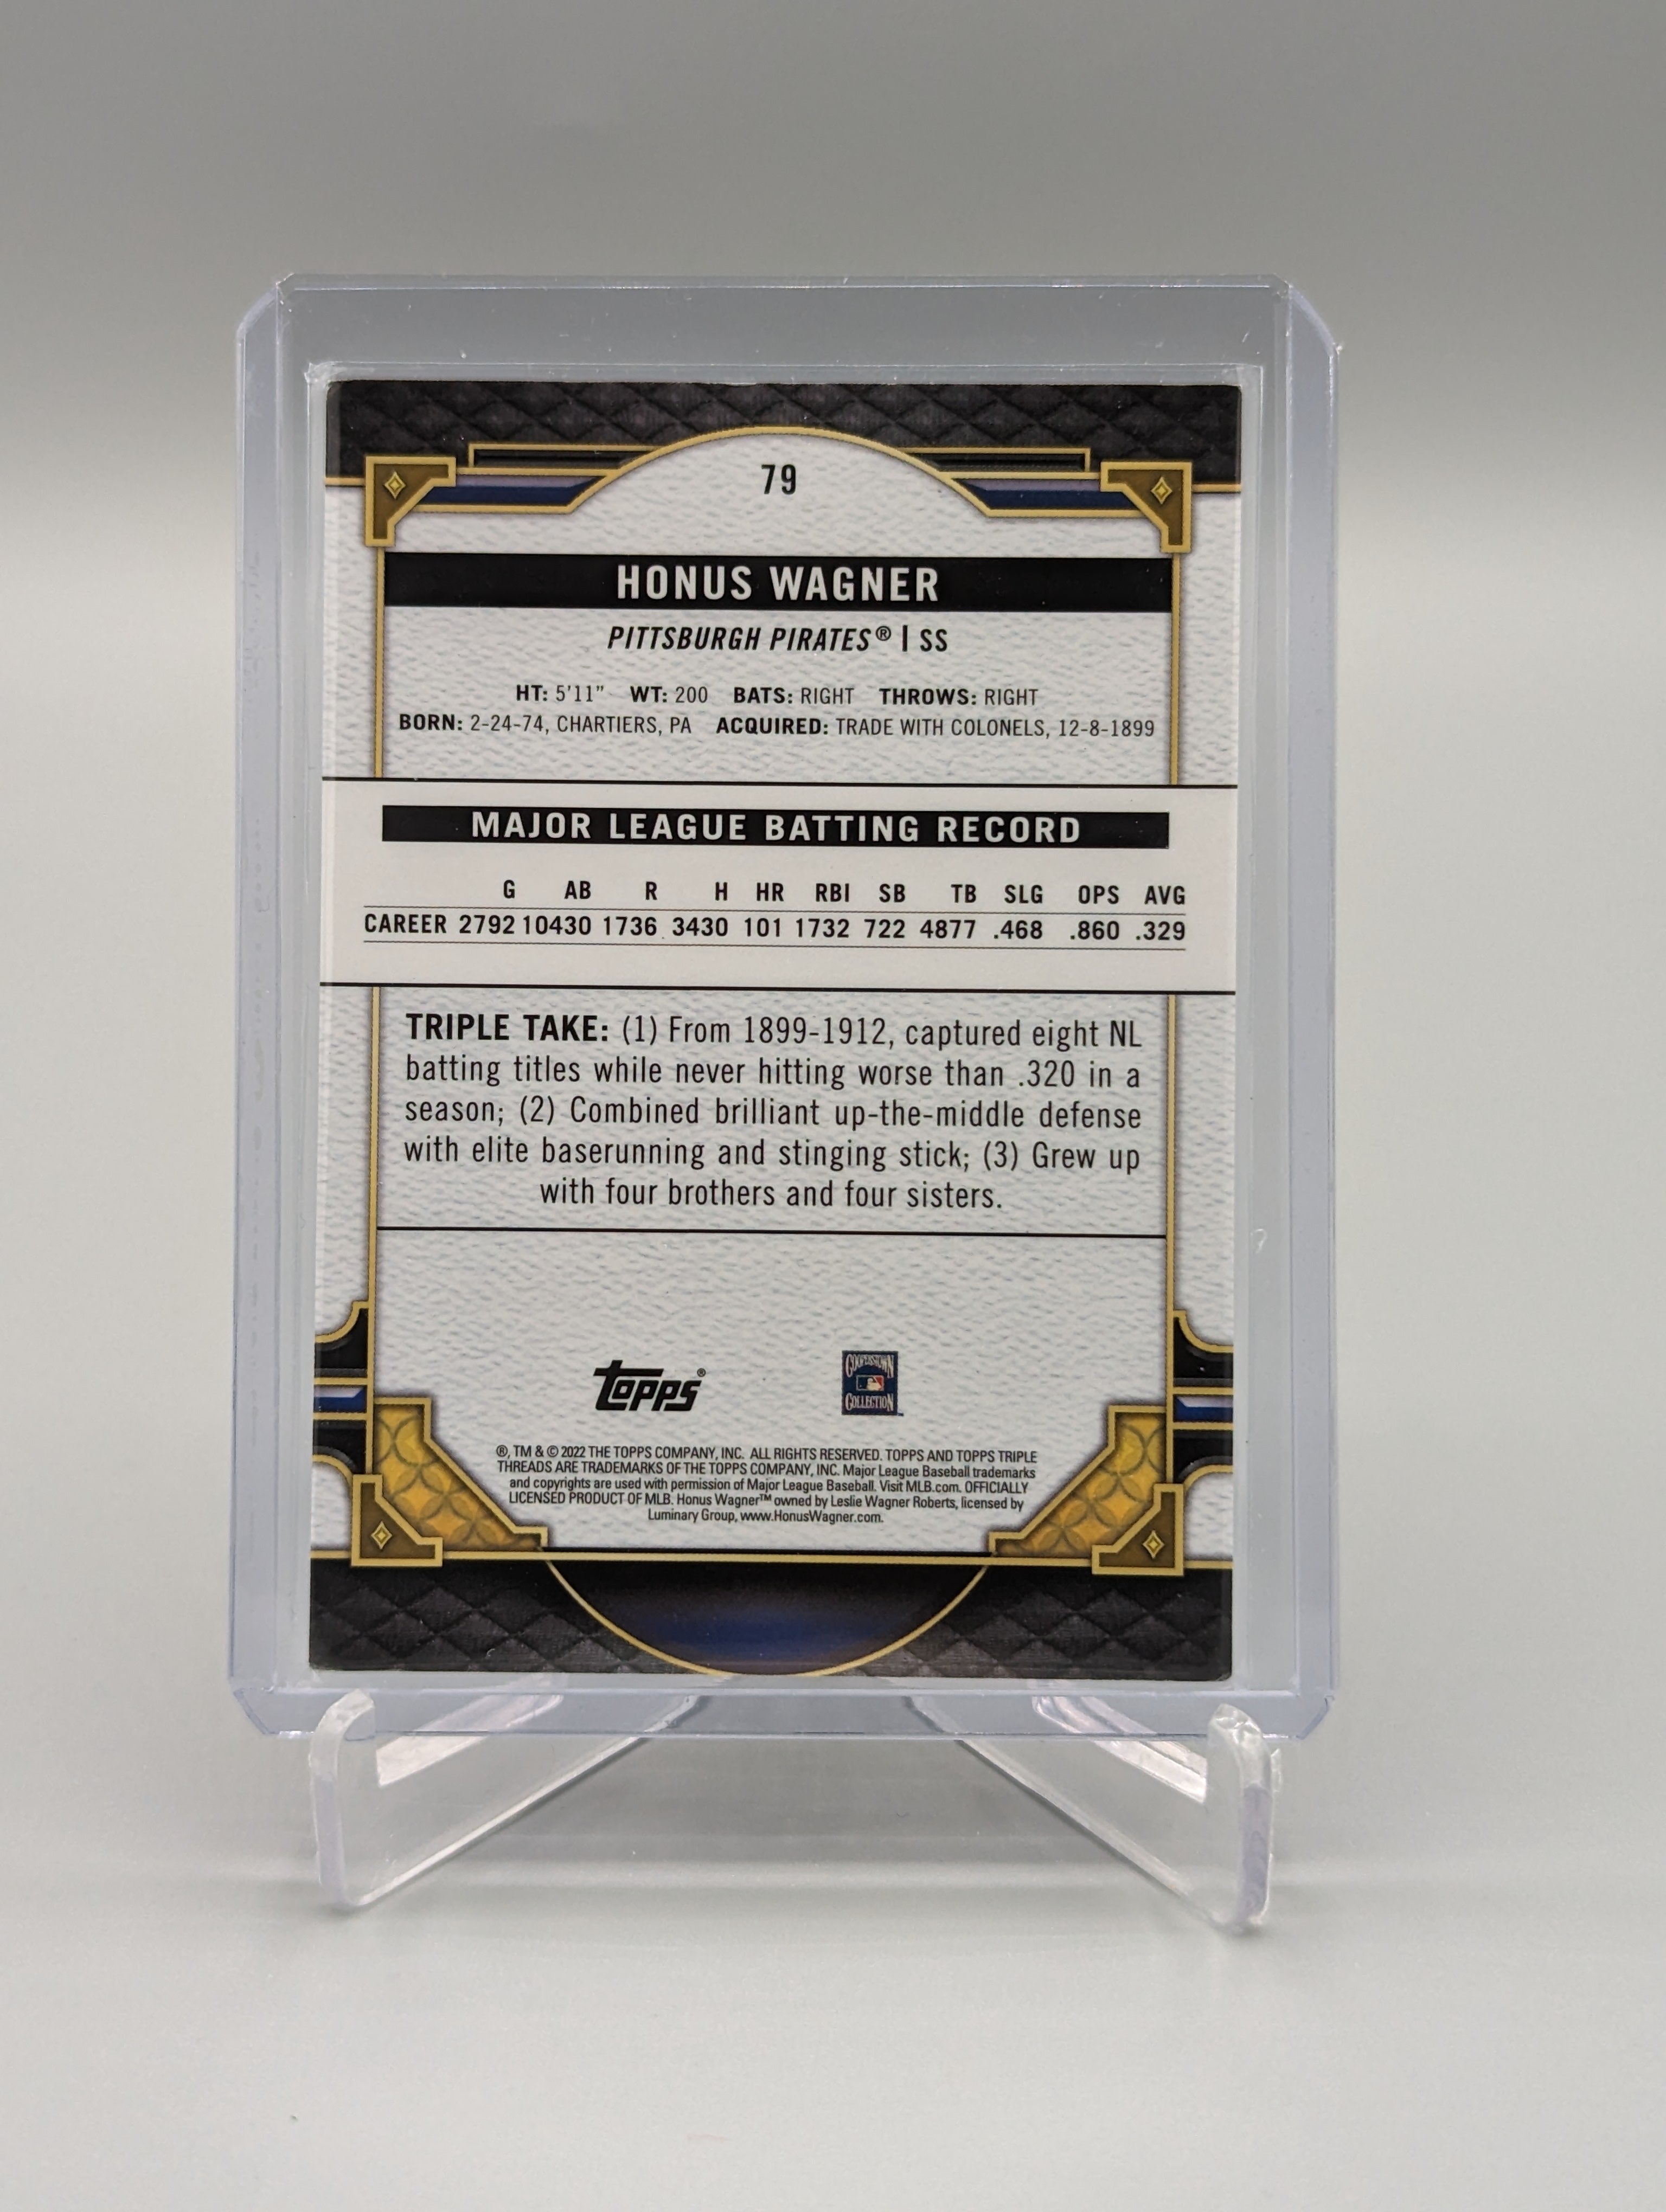 79
HONUS WAGNER
PITTSBURGH PIRATES® | SS
HT: 5'11" WT: 200 BATS: RIGHT THROWS: RIGHT
BORN: 2-24-74, CHARTIERS, PA ACQUIRED: TRADE WITH COLONELS, 12-8-1899
MAJOR LEAGUE BATTING RECORD
G AB R H HR RBI SB TB SLG OPS AVG
CAREER 2792 10430 1736 3430 101 1732 722 4877 .468 .860 .329
TRIPLE TAKE: (1) From 1899-1912, captured eight NL
batting titles while never hitting worse than .320 in a
season; (2) Combined brilliant up-the-middle defense
with elite baserunning and stinging stick; (3) Grew up
with four brothers and four sisters.
topps®
COOPERSTOWN
COLLECTION
®, TM & © 2022 THE TOPPS COMPANY, INC. ALL RIGHTS RESERVED. TOPPS AND TOPPS TRIPLE
THREADS ARE TRADEMARKS OF THE TOPPS COMPANY, INC. Major League Baseball trademarks
and copyrights are used with permission of Major League Baseball. Visit MLB.com. OFFICIALLY
LICENSED PRODUCT OF MLB. Honus Wagner™ owned by Leslie Wagner Roberts, licensed by
Luminary Group, www.HonusWagner.com.